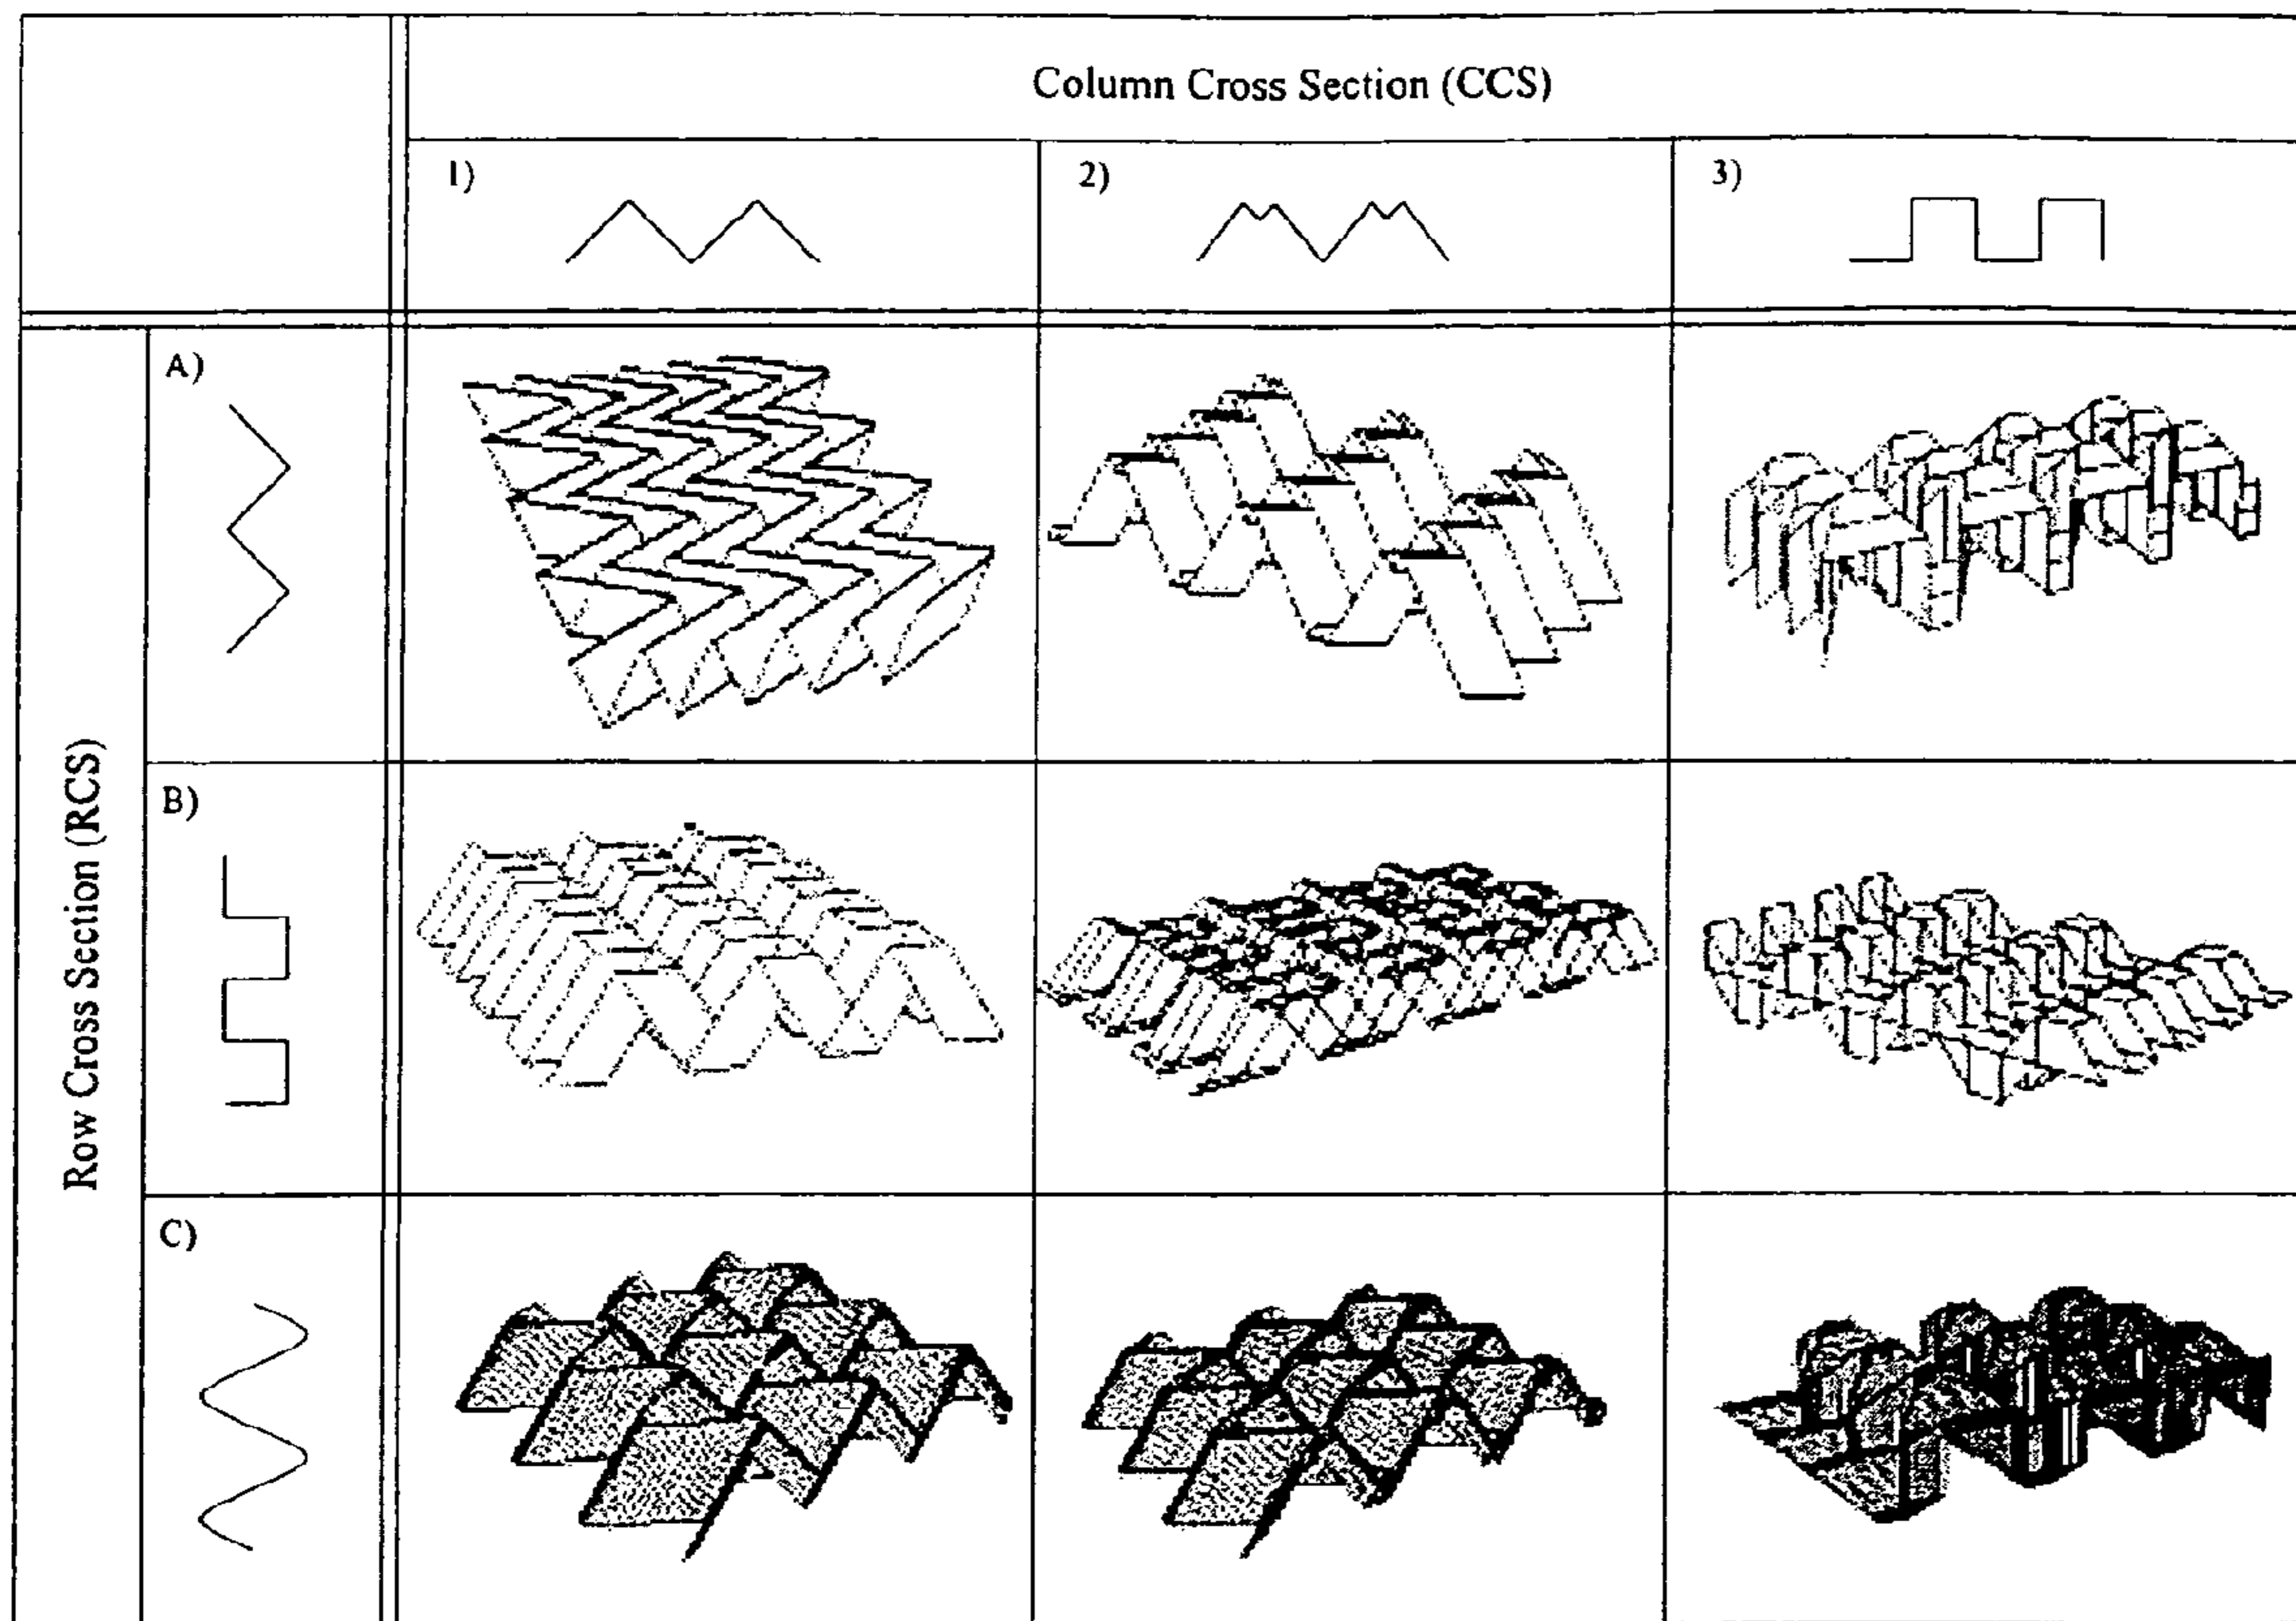 Column Cross Section (CCS)
1)
2)
3)
Row Cross Section (RCS)
A)
B)
C)